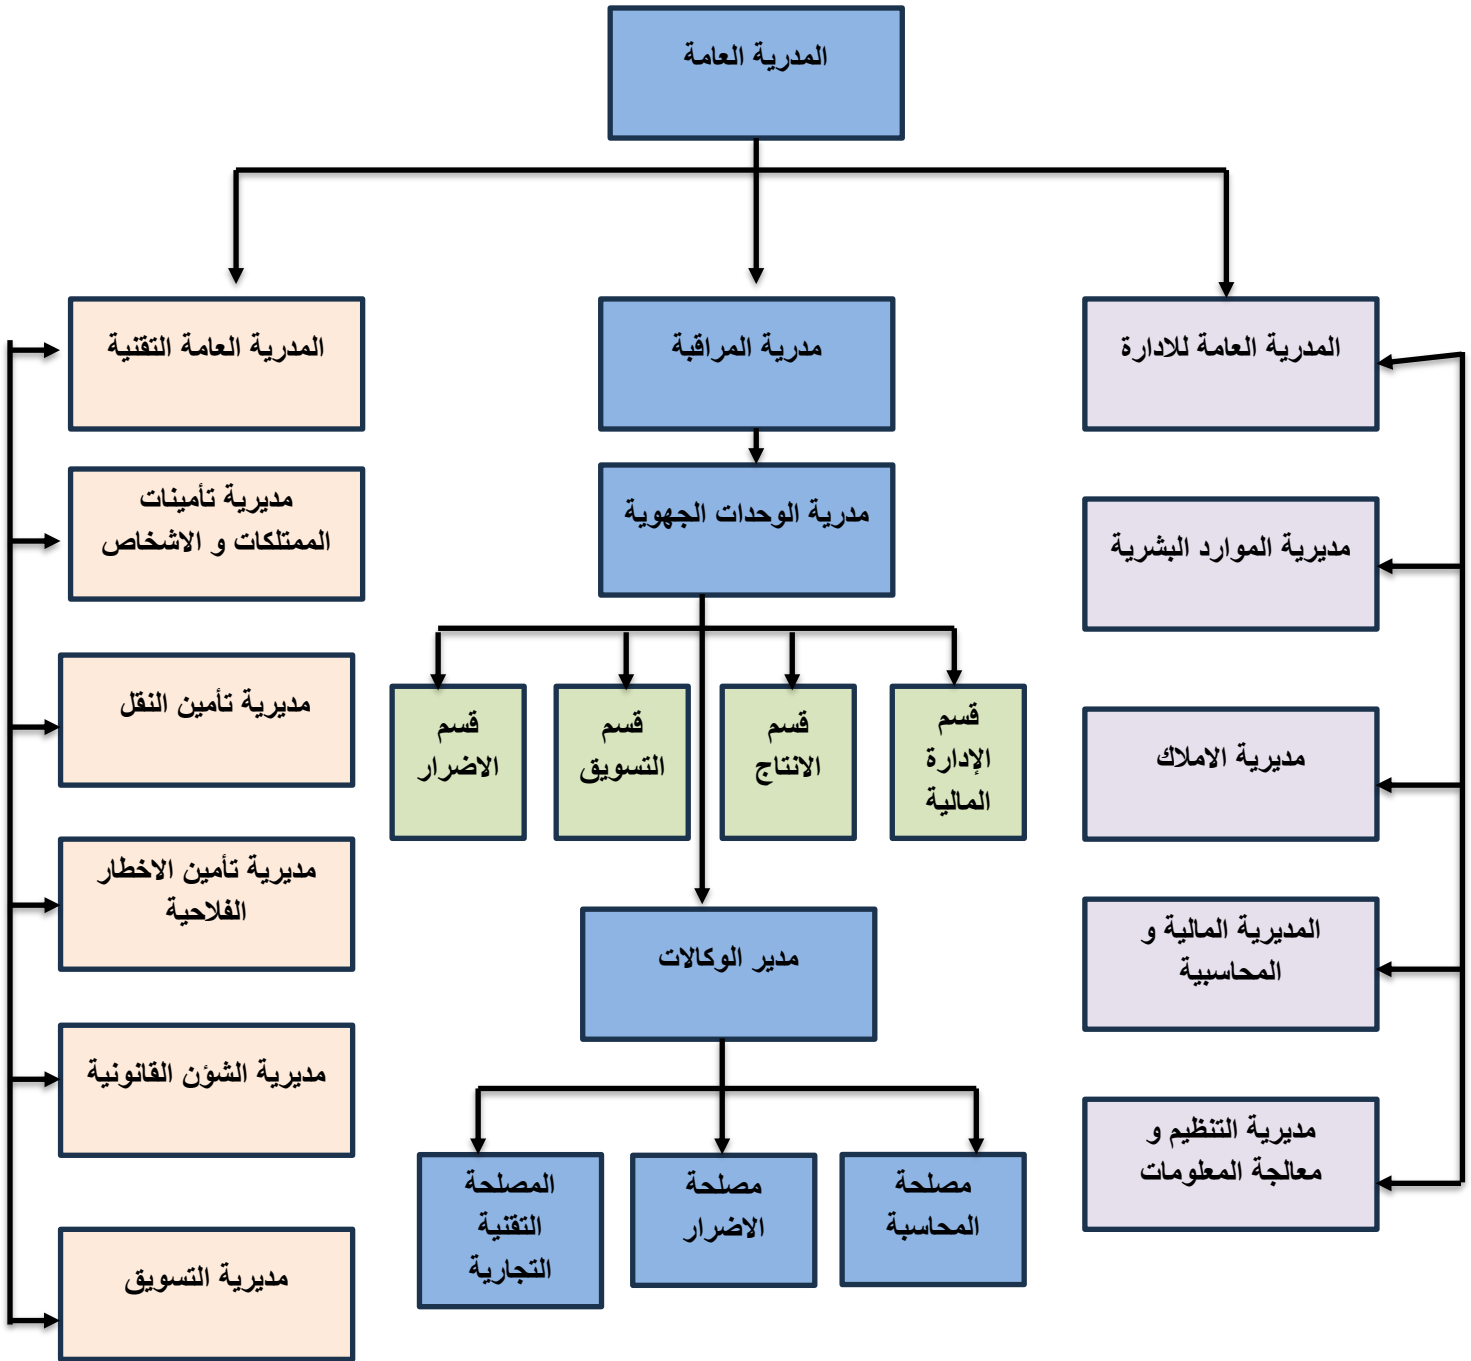 المدرية العامة
المدرية العامة للادارة
مدرية المراقبة
المدرية العامة التقنية
مديرية الموارد البشرية
مدرية الوحدات الجهوية
مديرية تأمينات
الممتلكات و الاشخاص
مديرية الاملاك
قسم
الإدارة
المالية
قسم
الانتاج
قسم
التسويق
قسم
الاضرار
مديرية تأمين النقل
المديرية المالية و
المحاسبية
مدير الوكالات
مديرية تأمين الاخطار
الفلاحية
مديرية التنظيم و
معالجة المعلومات
مصلحة
المحاسبة
مصلحة
الاضرار
المصلحة
التقنية
التجارية
مديرية الشؤن القانونية
مديرية التسويق